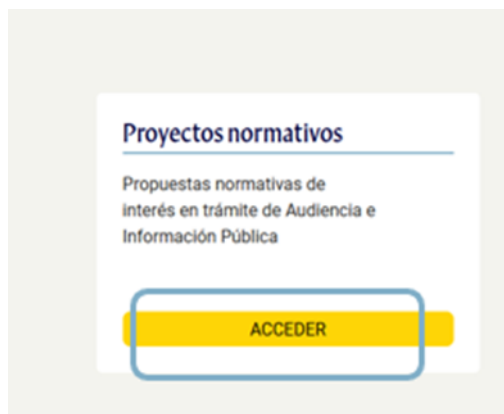 Proyectos normativos
Propuestas normativas de
interés en trámite de Audiencia e
Información Pública
ACCEDER